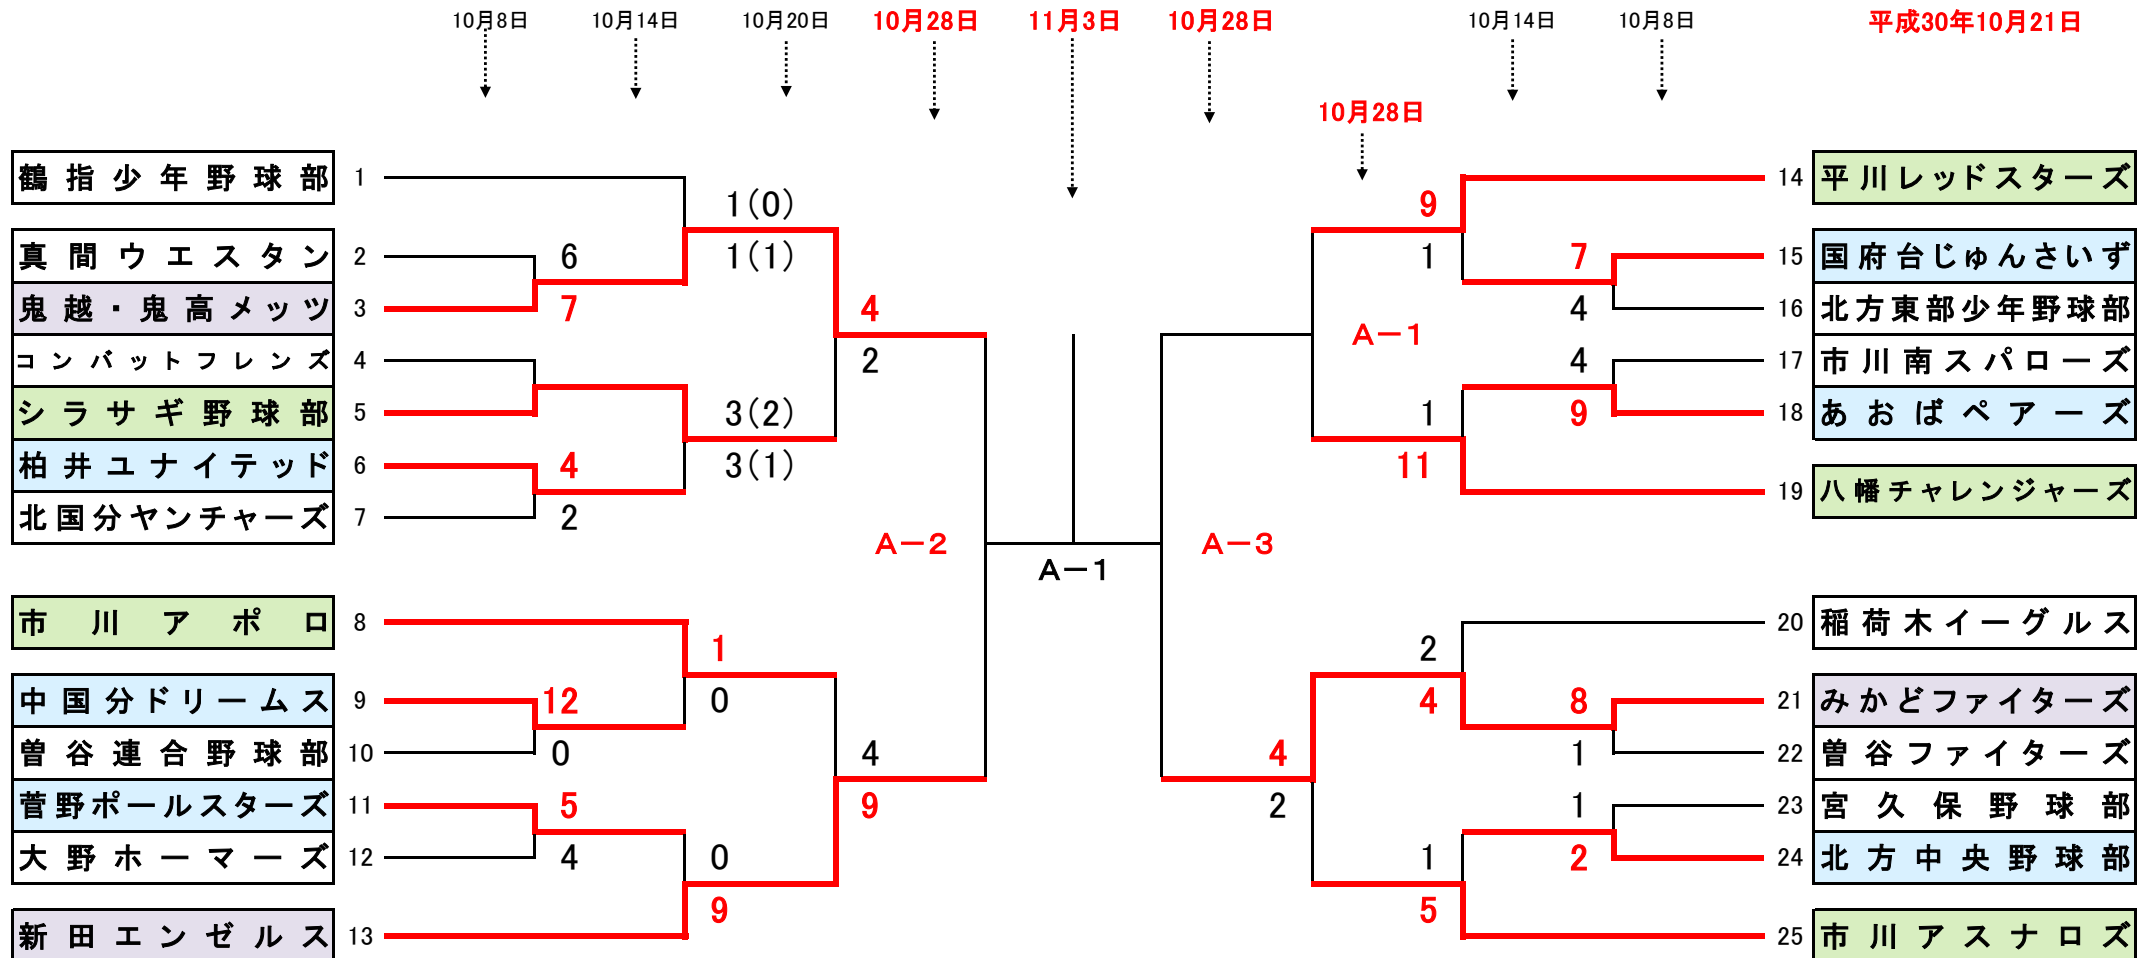 10月8日 10月14日 10月20日 10月28日 11月3日 10月28日 10月14日 10月8日 平成30年10月21日
10月28日
鶴指少年野球部 1 14 平川レッドスターズ
1(0) 9
真間ウエスタン 2 6 1(1) 1 7 15 国府台じゅんさいず
鬼越・鬼高メッツ 3 7 4 4 16 北方東部少年野球部
A－1
コンバットフレンズ 4 2 4 17 市川南スパローズ
シラサギ野球部 5 3(2) 1 9 18 あおばペアーズ
柏井ユナイテッド 6 4 3(1) 11
19 八幡チャレンジャーズ
北国分ヤンチャーズ 7 2
A－2 A－3
A－1
市川アポロ 8 20 稲荷木イーグルス
1 2
中国分ドリームス 9 12 0 4 8 21 みかどファイターズ
曽谷連合野球部 10 0 4 4 1 22 曽谷ファイターズ
菅野ポールスターズ 11 5 9 2 1 23 宮久保野球部
大野ホーマーズ 12 4 0 1 2 24 北方中央野球部
9 5
新田エンゼルス 13 25 市川アスナロズ